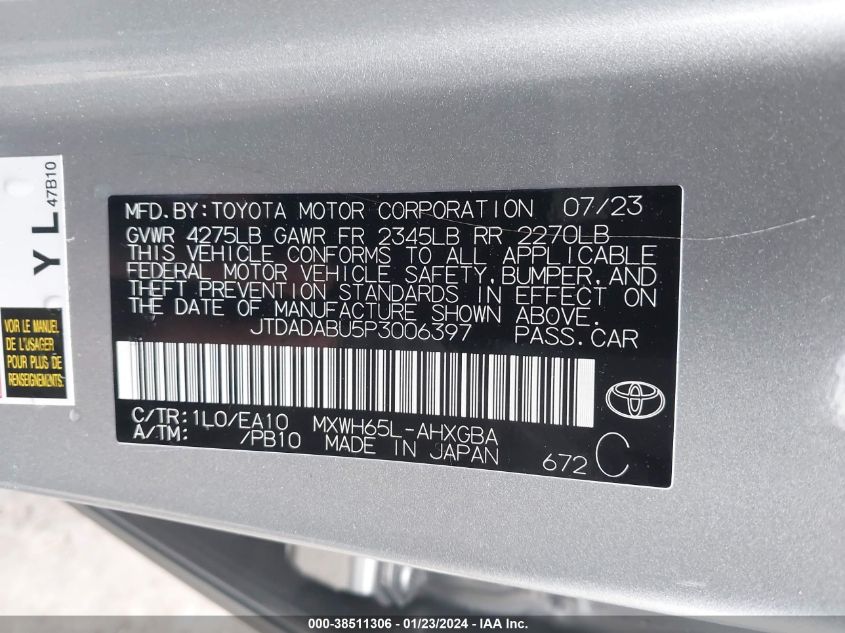 47B10
Y L
VOIR LE MANUEL
DE L'USAGER
POUR PLUS DE
RENSEIGNEMENTS.
MFD.BY:TOYOTA MOTOR CORPORATION 07/23
GVWR 4275LB GAWR FR 2345LB RR 2270LB
THIS VEHICLE CONFORMS TO ALL APPLICABLE
FEDERAL MOTOR VEHICLE SAFETY,BUMPER,AND
THEFT PREVENTION STANDARDS IN EFFECT ON
THE DATE OF MANUFACTURE SHOWN ABOVE.
JTDADABU5P3006397 PASS.CAR
C/TR:1L0/EA10 MXWH65L-AHXGBA
A/TM: /PB10 MADE IN JAPAN 672 C
000-38511306 / 01/23/2024 - IAA Inc.